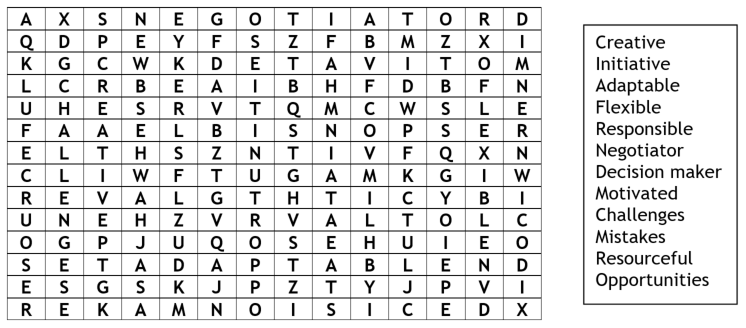 A X S N E G O T I A T O R D
Q D P E Y F S Z F B M Z X I
K G C W K D E T A V I T O M
L C R B E A I B H F D B F N
U H E S R V T Q M C W S L E
F A A E L B I S N O P S E R
E L T H S Z N T I V F Q X N
C L I W F T U G A M K G I W
R E V A L G T H T I C Y B I
U N E H Z V R V A L T O L C
O G P J U Q O S E H U I E O
S E T A D A P T A B L E N D
E S G S K J P Z T Y J P V I
R E K A M N O I S I C E D X
Creative
Initiative
Adaptable
Flexible
Responsible
Negotiator
Decision maker
Motivated
Challenges
Mistakes
Resourceful
Opportunities